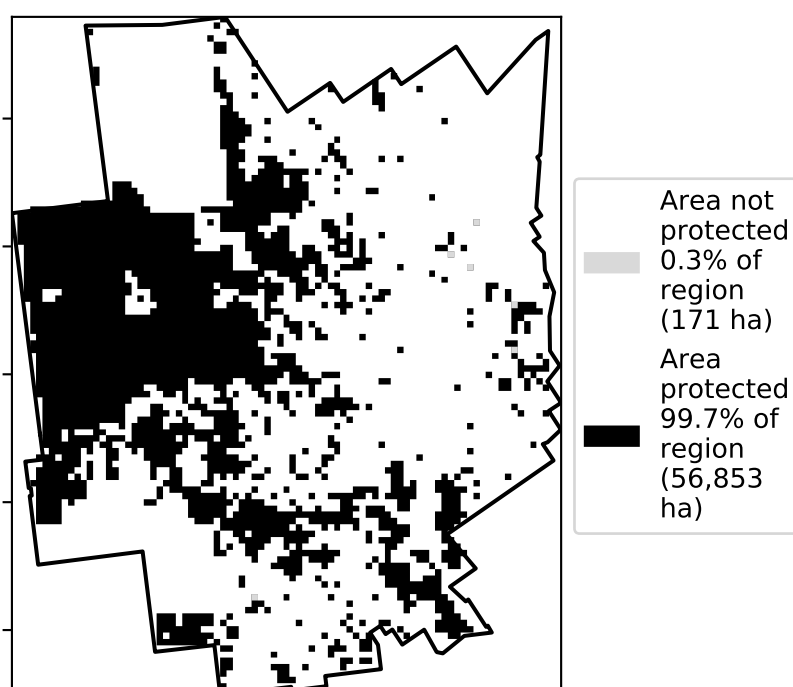 Area not
protected
0.3% of
region
(171 ha)
Area
protected
99.7% of
region
(56,853
ha)